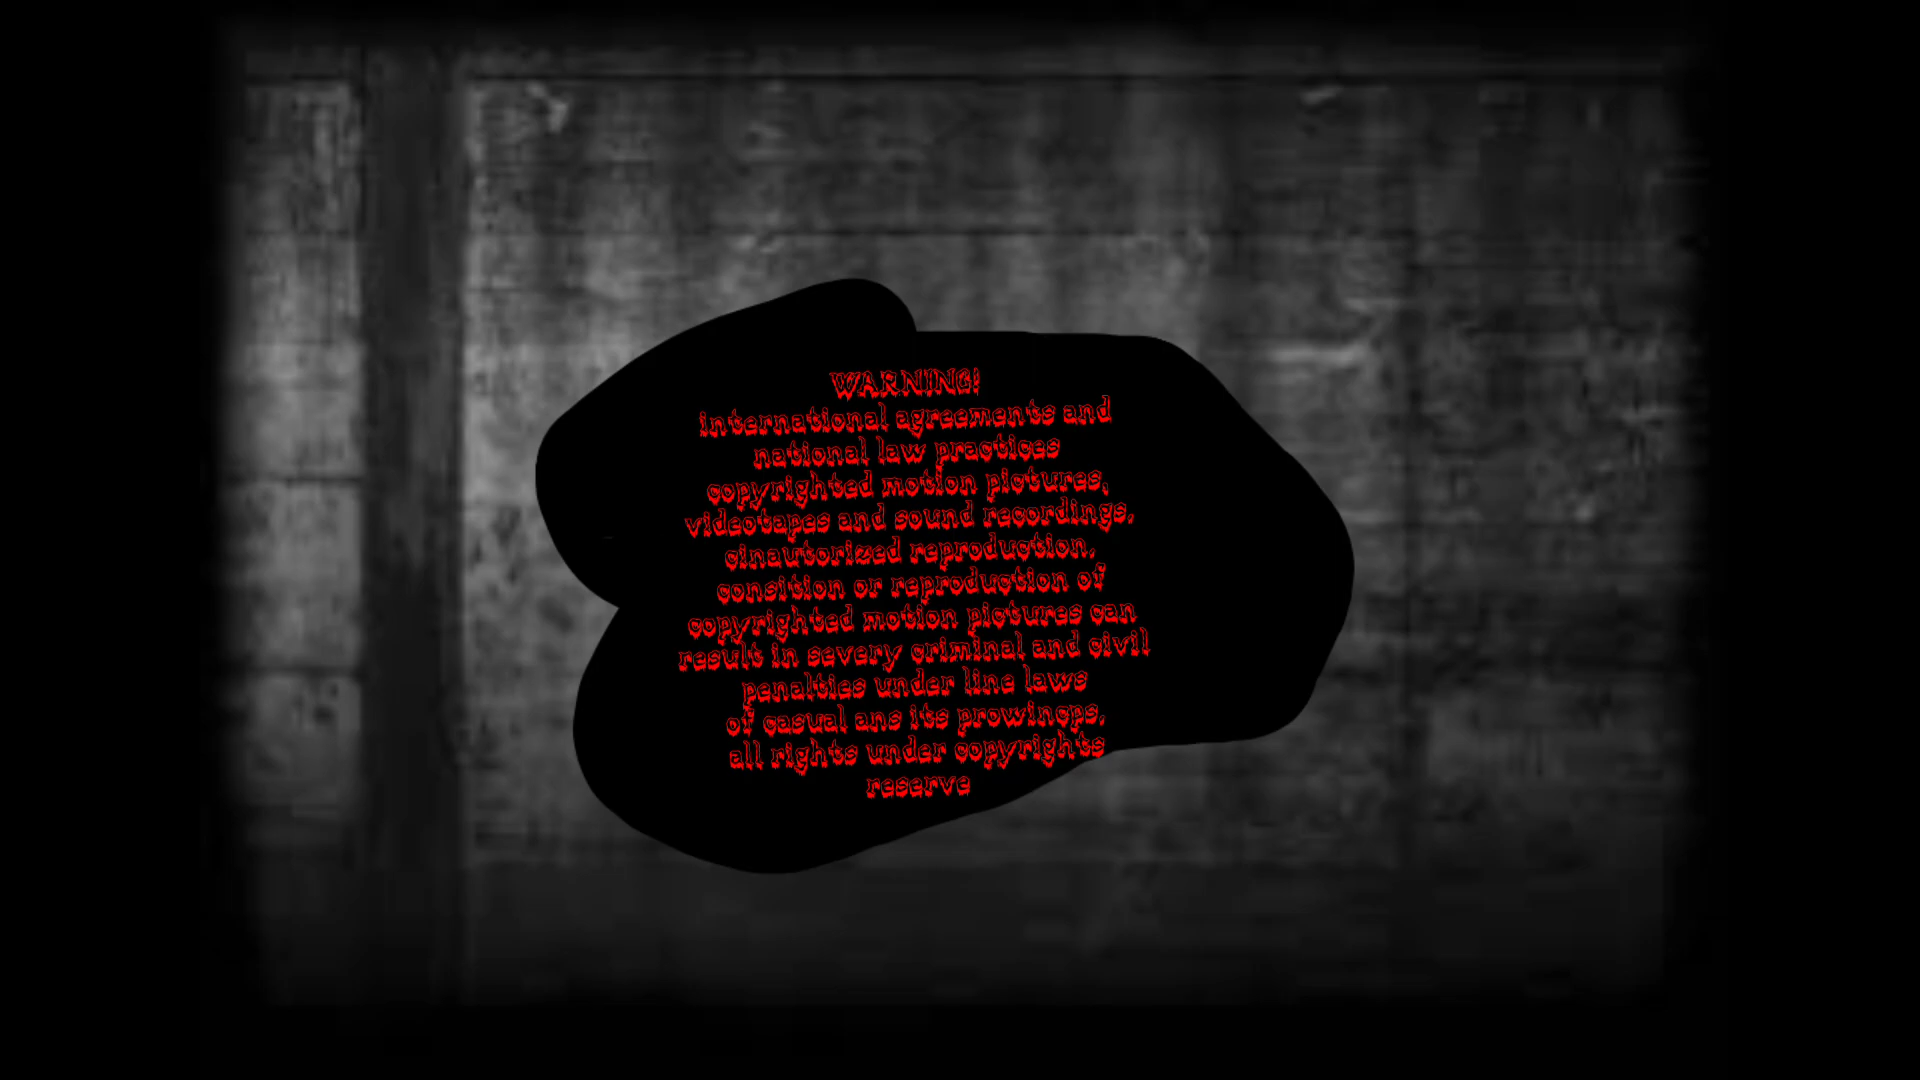 WARNING!
international agreements and
national law practices
copyrighted motion pictures,
videotapes and sound recordings,
cinautorized reproduction,
consition or reproduction of
copyrighted motion pictures can
result in severy criminal and civil
penalties under line laws
of casual ans its prowincps,
all rights under copyrights
reserve